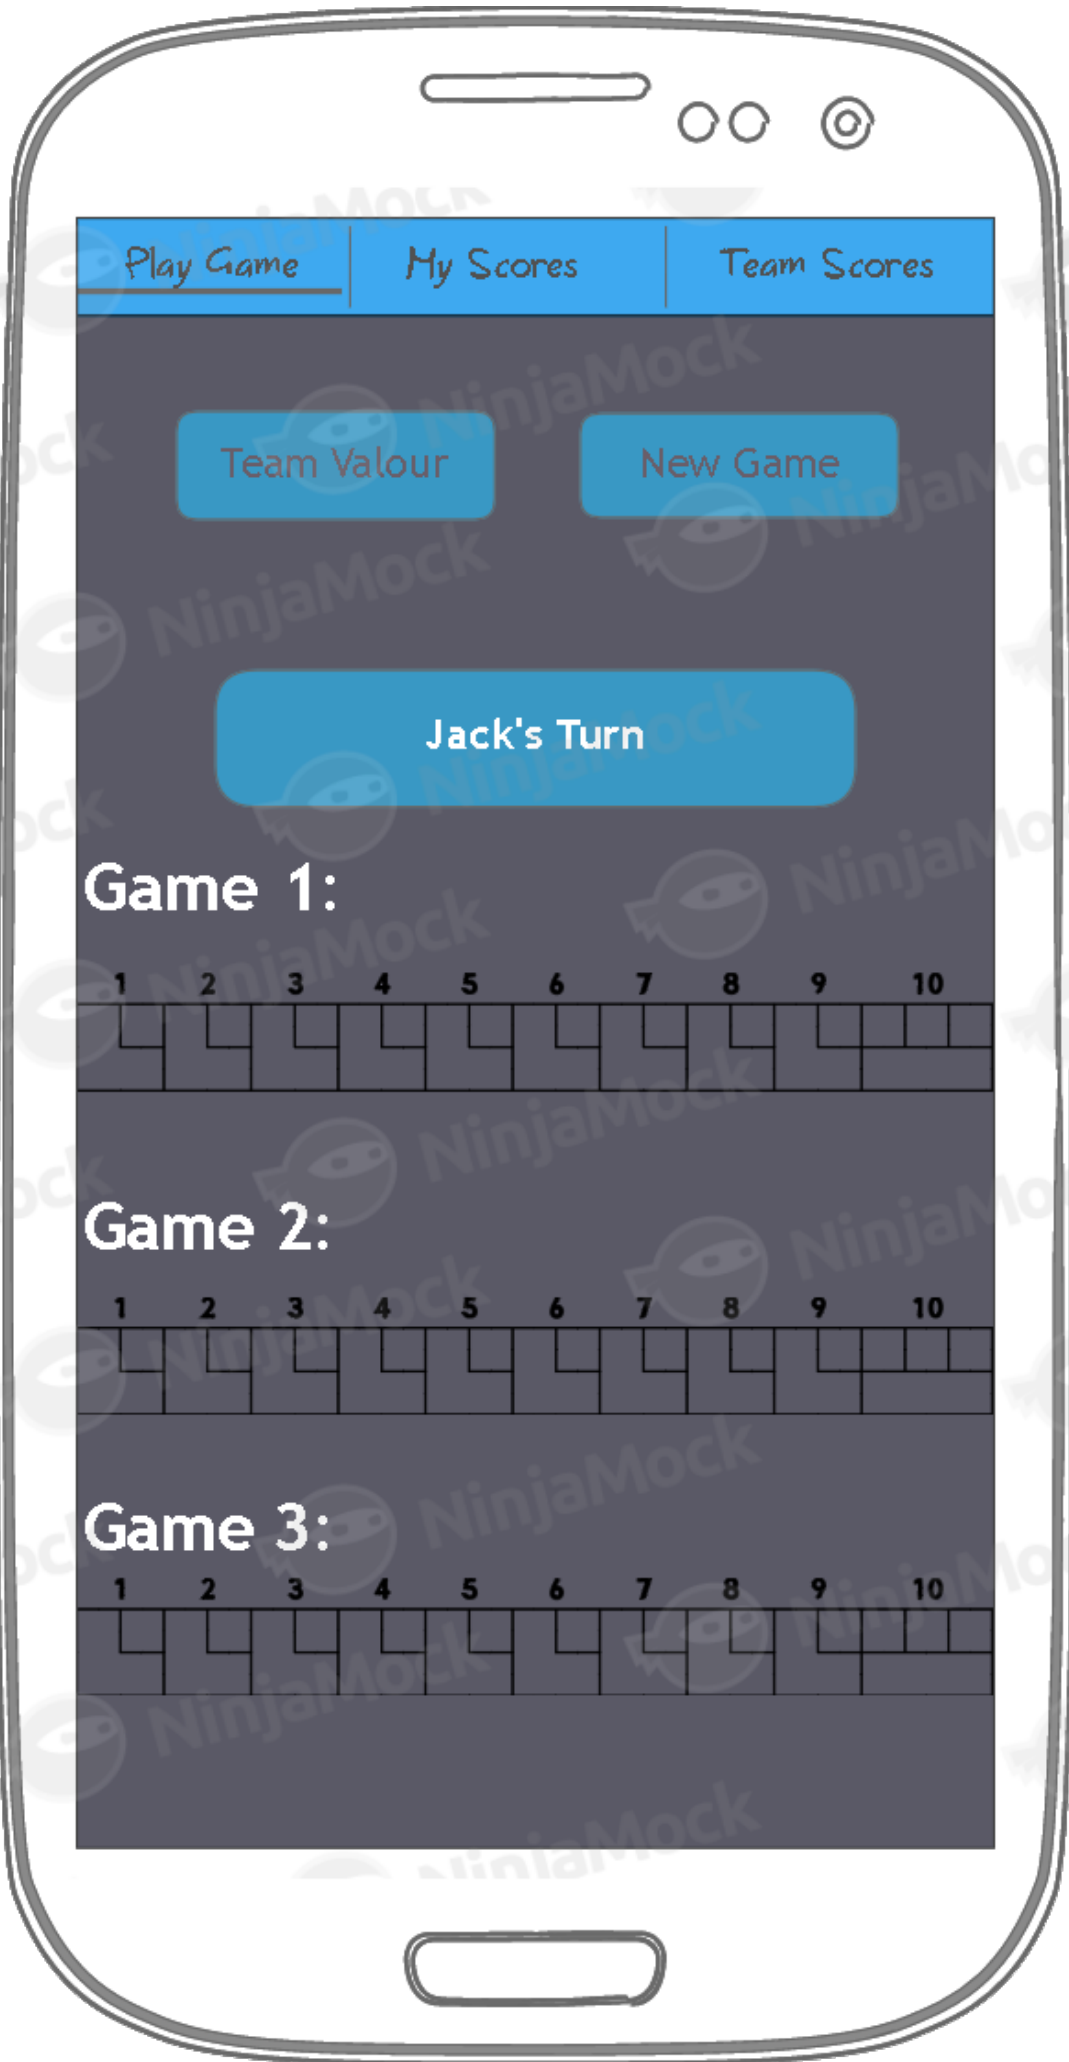 Play Game My Scores Team Scores
Team Valour New Game
Jack's Turn
Game 1:
1 2 3 4 5 6 7 8 9 10
Game 2:
1 2 3 4 5 6 7 8 9 10
Game 3:
1 2 3 4 5 6 7 8 9 10
NinjaMock